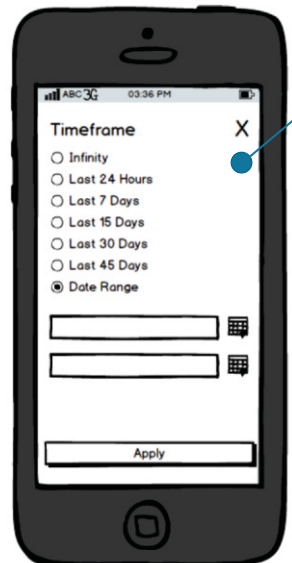 ABC 3G 03:36 PM
Timeframe X
Infinity
Last 24 Hours
Last 7 Days
Last 15 Days
Last 30 Days
Last 45 Days
Date Range
Apply